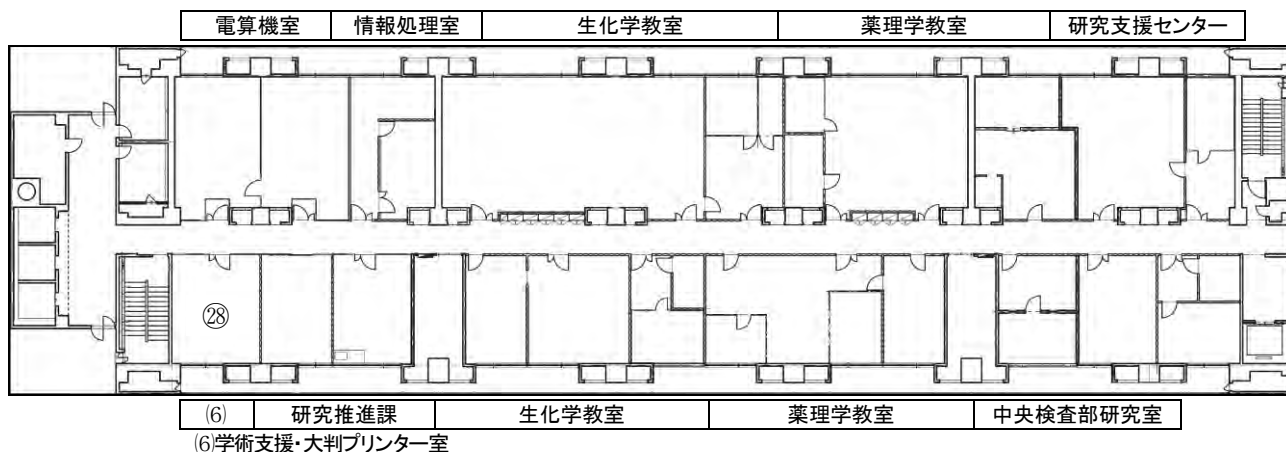 電算機室 情報処理室 生化学教室 薬理学教室 研究支援センター
㉘
⑹ 研究推進課 生化学教室 薬理学教室 中央検査部研究室
⑹学術支援・大判プリンター室